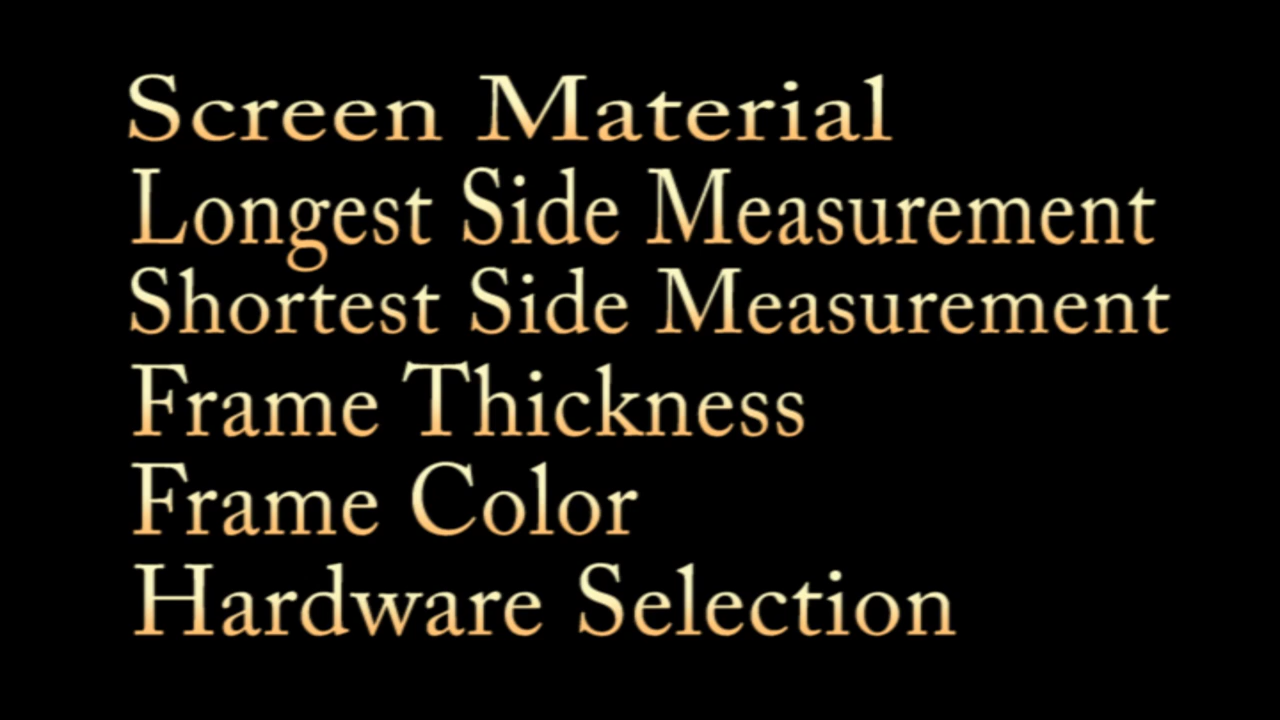 Screen Material
Longest Side Measurement
Shortest Side Measurement
Frame Thickness
Frame Color
Hardware Selection